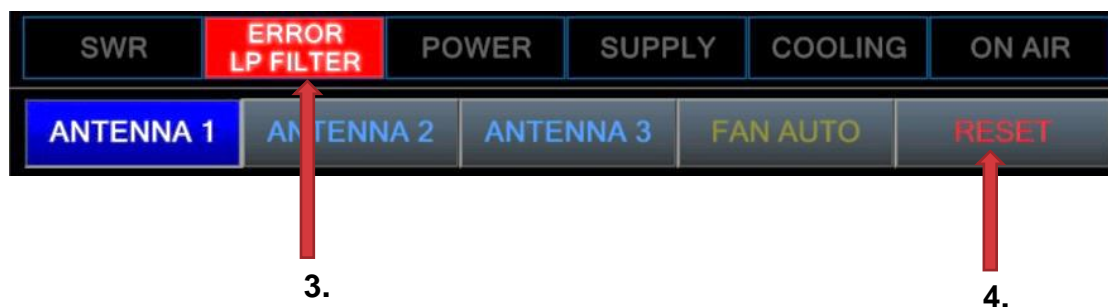 SWR
ERROR
LP FILTER
POWER
SUPPLY
COOLING
ON AIR
ANTENNA 1
ANTENNA 2
ANTENNA 3
FAN AUTO
RESET
3.
4.